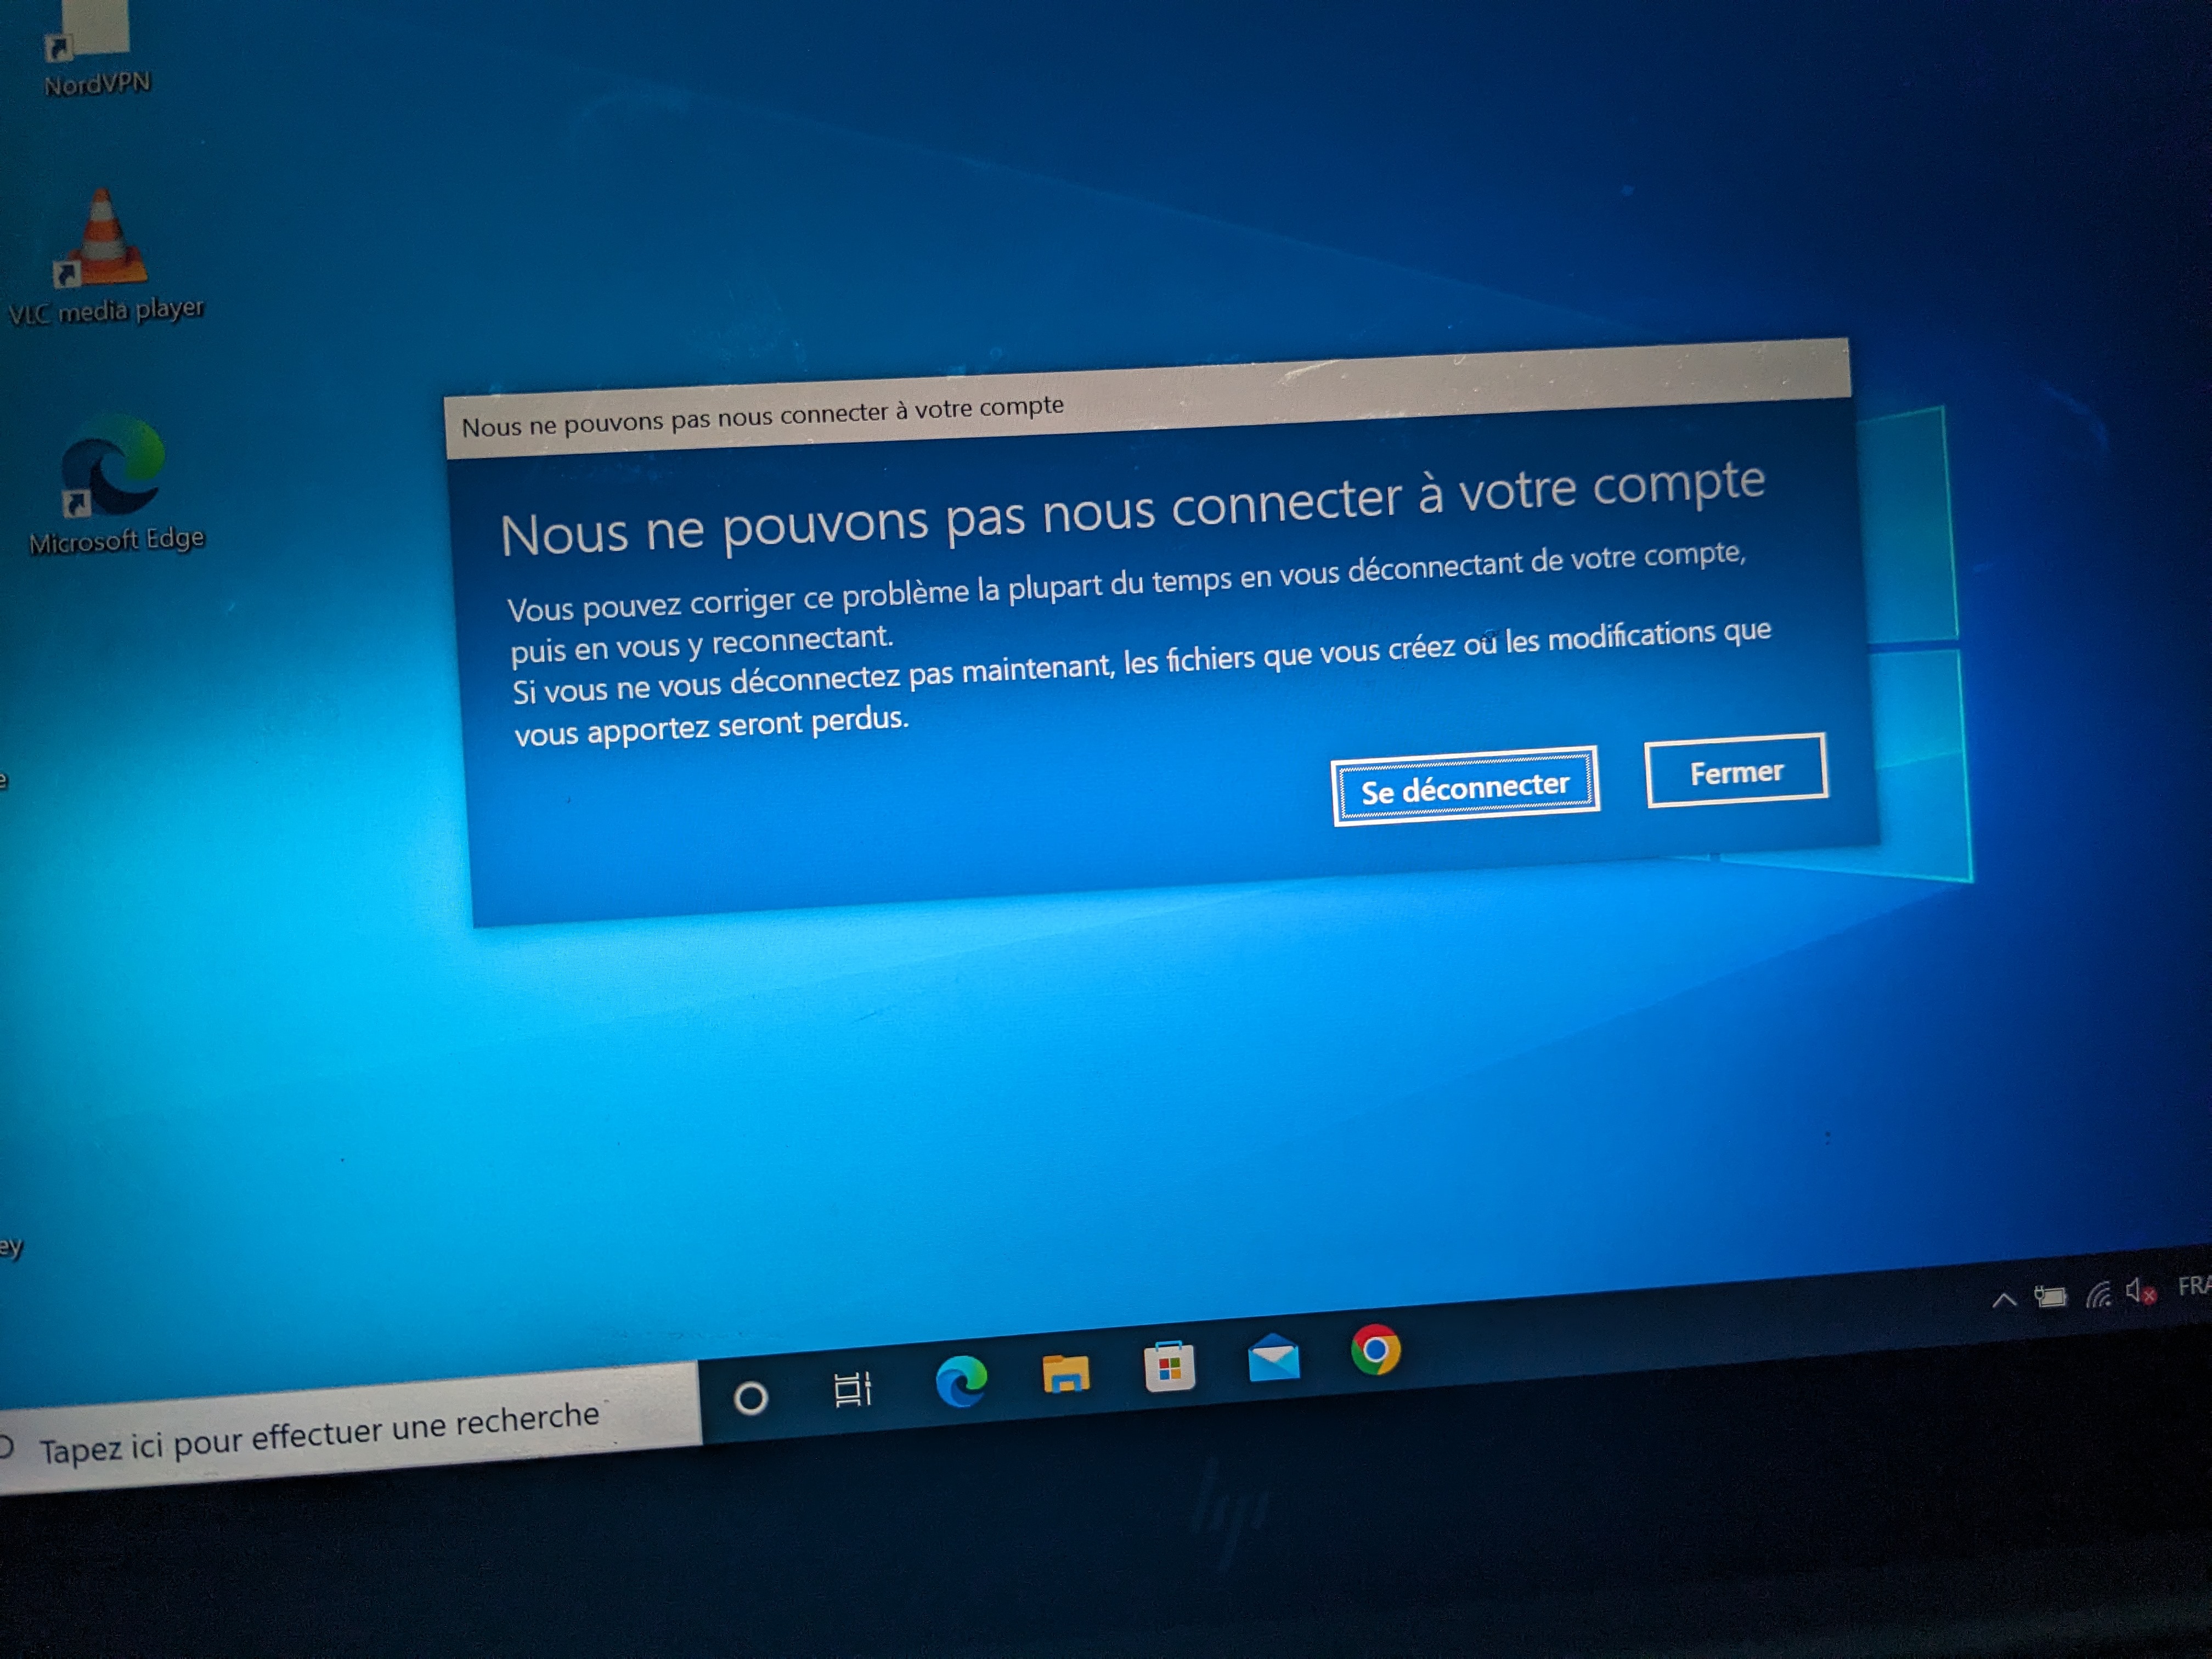 NordVPN
VLC media player
Microsoft Edge
Nous ne pouvons pas nous connecter à votre compte
Nous ne pouvons pas nous connecter à votre compte
Vous pouvez corriger ce problème la plupart du temps en vous déconnectant de votre compte,
puis en vous y reconnectant.
Si vous ne vous déconnectez pas maintenant, les fichiers que vous créez ou les modifications que
vous apportez seront perdus.
Se déconnecter
Fermer
e
ey
FRA
Tapez ici pour effectuer une recherche
hp